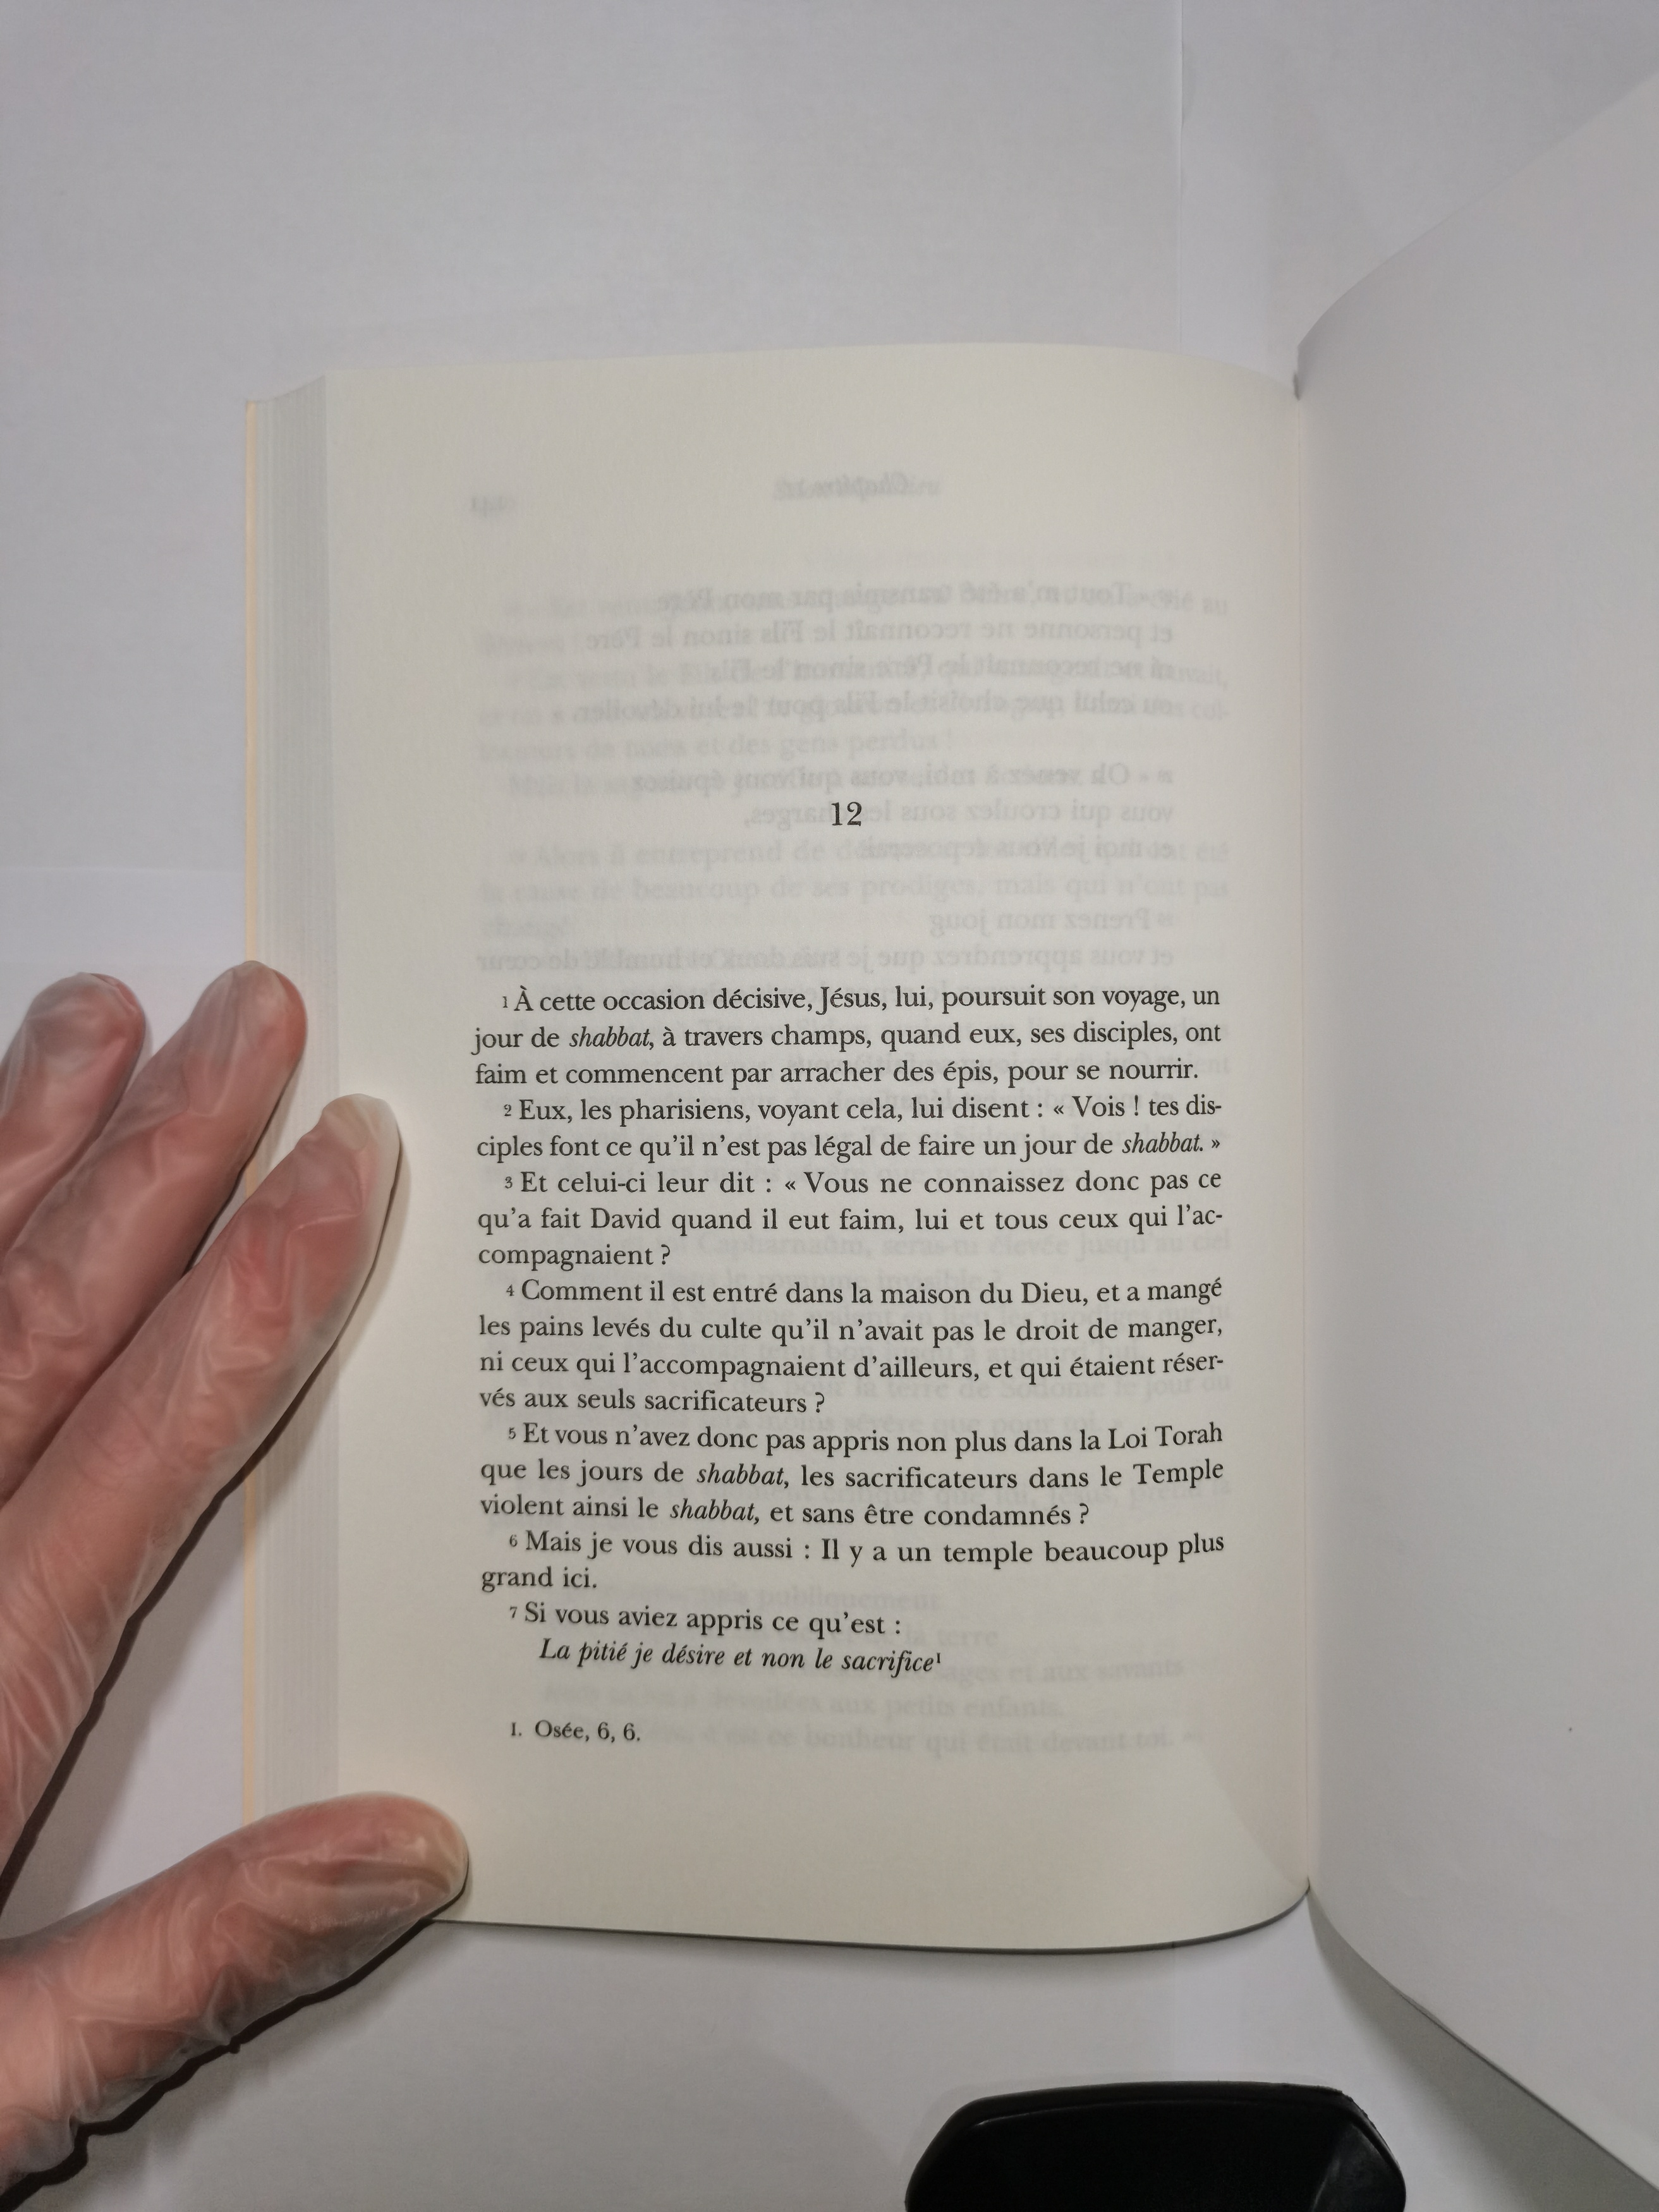 12
1 À cette occasion décisive, Jésus, lui, poursuit son voyage, un
jour de shabbat, à travers champs, quand eux, ses disciples, ont
faim et commencent par arracher des épis, pour se nourrir.
2 Eux, les pharisiens, voyant cela, lui disent : « Vois ! tes dis-
ciples font ce qu'il n'est pas légal de faire un jour de shabbat. »
3 Et celui-ci leur dit : « Vous ne connaissez donc pas ce
qu'a fait David quand il eut faim, lui et tous ceux qui l'ac-
compagnaient ?
4 Comment il est entré dans la maison du Dieu, et a mangé
les pains levés du culte qu'il n'avait pas le droit de manger,
ni ceux qui l'accompagnaient d'ailleurs, et qui étaient réser-
vés aux seuls sacrificateurs ?
5 Et vous n'avez donc pas appris non plus dans la Loi Torah
que les jours de shabbat, les sacrificateurs dans le Temple
violent ainsi le shabbat, et sans être condamnés ?
6 Mais je vous dis aussi : Il y a un temple beaucoup plus
grand ici.
7 Si vous aviez appris ce qu'est :
La pitié je désire et non le sacrifice¹
1. Osée, 6, 6.